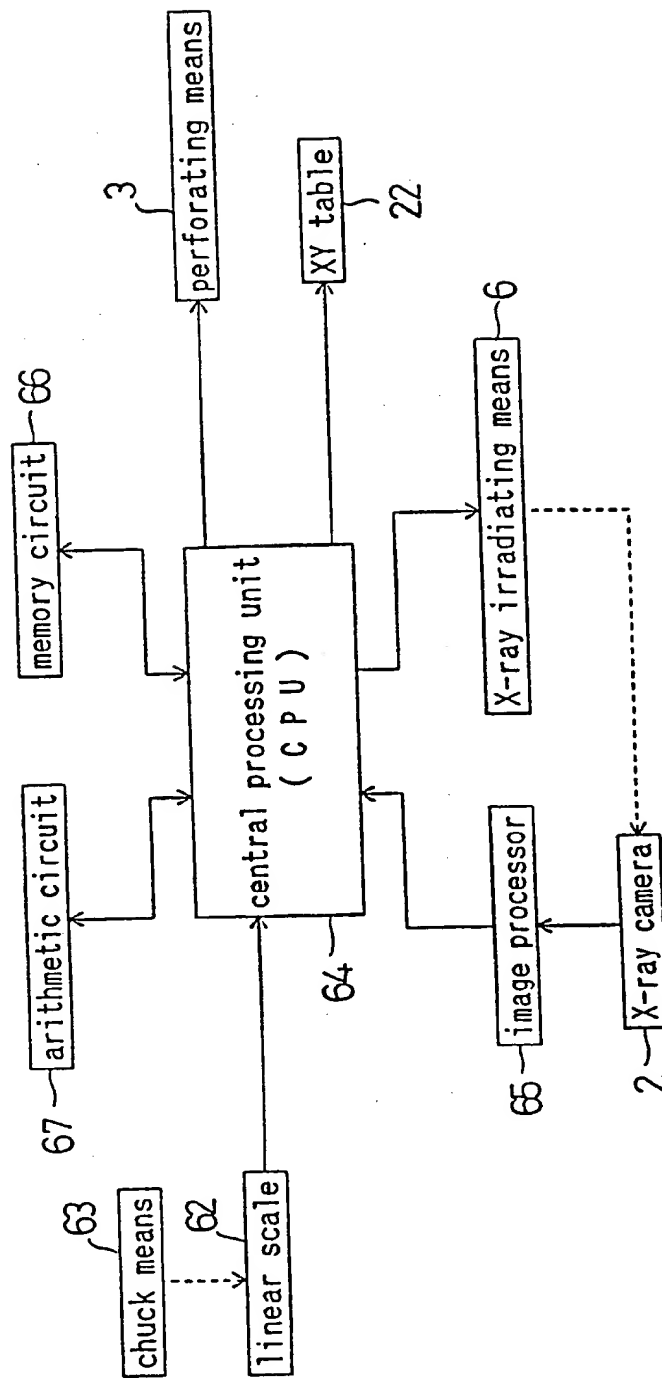 63
chuck means
62
linear scale
67
arithmetic circuit
66
memory circuit
central processing unit
( C P U )
64
3
perforating means
XY table
22
65
image processor
2
X-ray camera
X-ray irradiating means
6